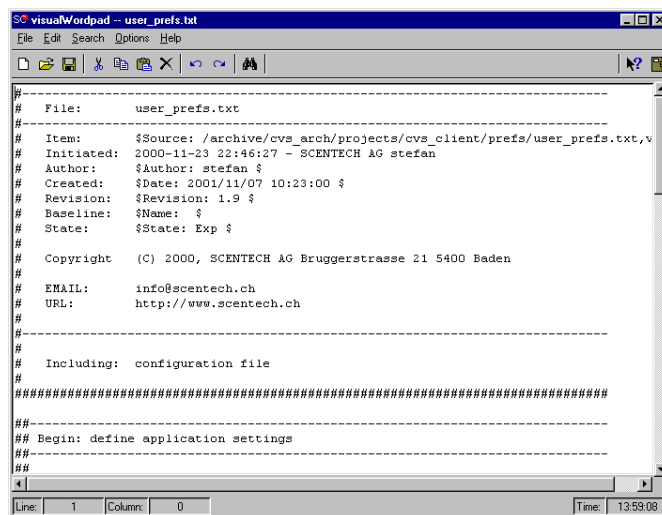 SC visualWordpad -- user_prefs.txt
File Edit Search Options Help
#-------------------------------------------------------------------------------
# File: user_prefs.txt
#-------------------------------------------------------------------------------
# Item: $Source: /archive/cvs_arch/projects/cvs_client/prefs/user_prefs.txt,v
# Initiated: 2000-11-23 22:46:27 - SCENTECH AG stefan
# Author: $Author: stefan $
# Created: $Date: 2001/11/07 10:23:00 $
# Revision: $Revision: 1.9 $
# Baseline: $Name: $
# State: $State: Exp $
#
# Copyright (C) 2000, SCENTECH AG Bruggerstrasse 21 5400 Baden
#
# EMAIL: info@scentech.ch
# URL: http://www.scentech.ch
#
#-------------------------------------------------------------------------------
#
# Including: configuration file
#
################################################################################
##------------------------------------------------------------------------------
## Begin: define application settings
##------------------------------------------------------------------------------
##
Line: 1 Column: 0 Time: 13:59:08